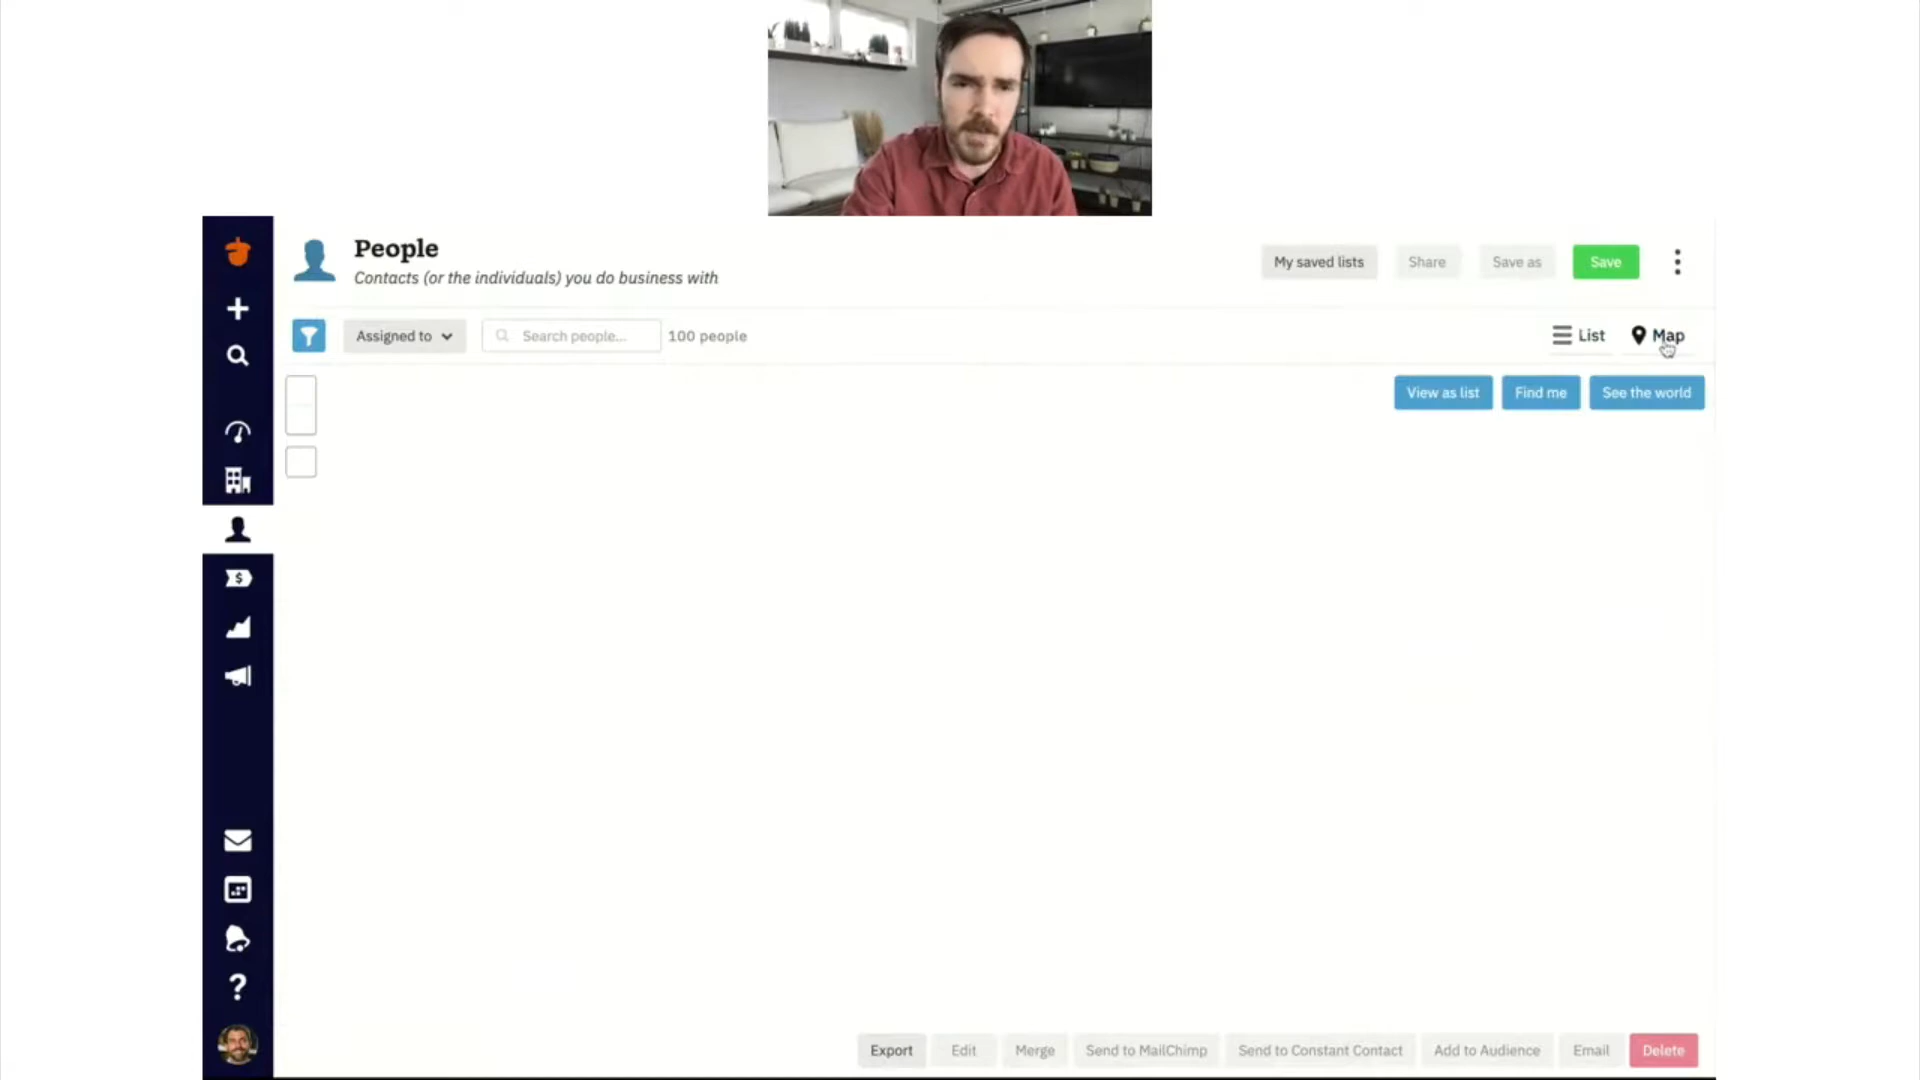 People
Contacts (or the individuals) you do business with
My saved lists
Share
Save as
Save
Assigned to
Search people...
100 people
List
Map
View as list
Find me
See the world
$
?
Export
Edit
Merge
Send to MailChimp
Send to Constant Contact
Add to Audience
Email
Delete